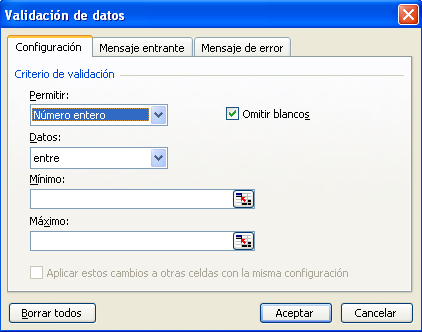 Validación de datos
Configuración Mensaje entrante Mensaje de error
Criterio de validación
Permitir:
Número entero Omitir blancos
Datos:
entre
Mínimo:
Máximo:
Aplicar estos cambios a otras celdas con la misma configuración
Borrar todos Aceptar Cancelar